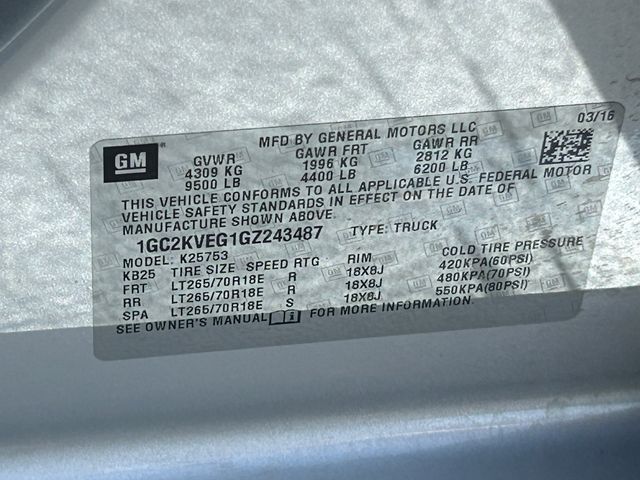 03/16
MFD BY GENERAL MOTORS LLC
GM
GVWR GAWR FRT GAWR RR
4309 KG 1996 KG 2812 KG
9500 LB 4400 LB 6200 LB
THIS VEHICLE CONFORMS TO ALL APPLICABLE U.S. FEDERAL MOTOR
VEHICLE SAFETY STANDARDS IN EFFECT ON THE DATE OF
MANUFACTURE SHOWN ABOVE.
1GC2KVEG1GZ243487 TYPE: TRUCK
MODEL: K25753
KB25 TIRE SIZE SPEED RTG RIM COLD TIRE PRESSURE
FRT LT265/70R18E R 18X8J 420KPA(60PSI)
RR LT265/70R18E R 18X8J 480KPA(70PSI)
SPA LT265/70R18E S 18X8J 550KPA(80PSI)
SEE OWNER'S MANUAL FOR MORE INFORMATION.